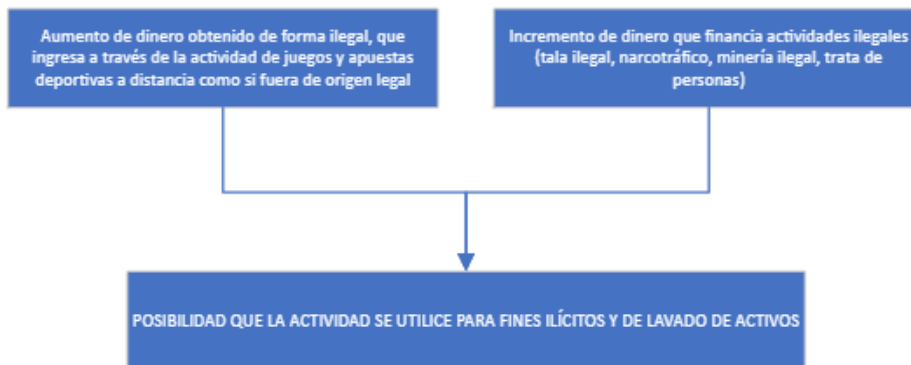 Aumento de dinero obtenido de forma ilegal, que
ingresa a través de la actividad de juegos y apuestas
deportivas a distancia como si fuera de origen legal
Incremento de dinero que financia actividades ilegales
(tala ilegal, narcotráfico, minería ilegal, trata de
personas)
POSIBILIDAD QUE LA ACTIVIDAD SE UTILICE PARA FINES ILÍCITOS Y DE LAVADO DE ACTIVOS